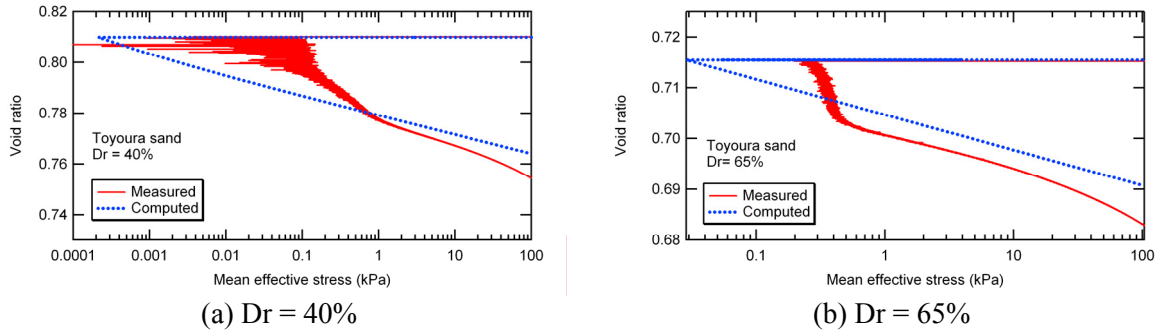 0.80
0.78
0.76
0.74
Void ratio
Toyoura sand
Dr = 40%
Measured
Computed
0.0001
0.001
0.01
0.1
1
10
100
Mean effective stress (kPa)
(a) Dr = 40%
0.72
0.71
0.70
0.69
0.68
Void ratio
Toyoura sand
Dr= 65%
Measured
Computed
0.1
1
10
100
Mean effective stress (kPa)
(b) Dr = 65%